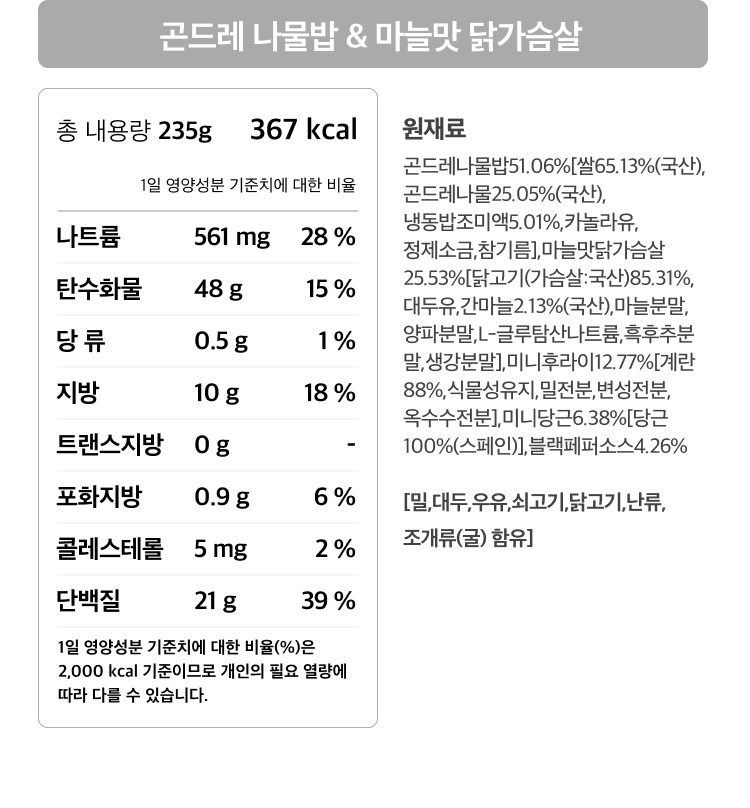 곤드레 나물밥 & 마늘맛 닭가슴살
총 내용량 235g 367 kcal
1일 영양성분 기준치에 대한 비율
나트륨 561 mg 28 %
탄수화물 48 g 15 %
당 류 0.5 g 1 %
지방 10 g 18 %
트랜스지방 0 g -
포화지방 0.9 g 6 %
콜레스테롤 5 mg 2 %
단백질 21 g 39 %
1일 영양성분 기준치에 대한 비율(%)은
2,000 kcal 기준이므로 개인의 필요 열량에
따라 다를 수 있습니다.
원재료
곤드레나물밥51.06%[쌀65.13%(국산),
곤드레나물25.05%(국산),
냉동밥조미액5.01%,카놀라유,
정제소금,참기름],마늘맛닭가슴살
25.53%[닭고기(가슴살:국산)85.31%,
대두유,간마늘2.13%(국산),마늘분말,
양파분말,L-글루탐산나트륨,흑후추분
말,생강분말],미니후라이12.77%[계란
88%,식물성유지,밀전분,변성전분,
옥수수전분],미니당근6.38%[당근
100%(스페인)],블랙페퍼소스4.26%
[밀,대두,우유,쇠고기,닭고기,난류,
조개류(굴) 함유]